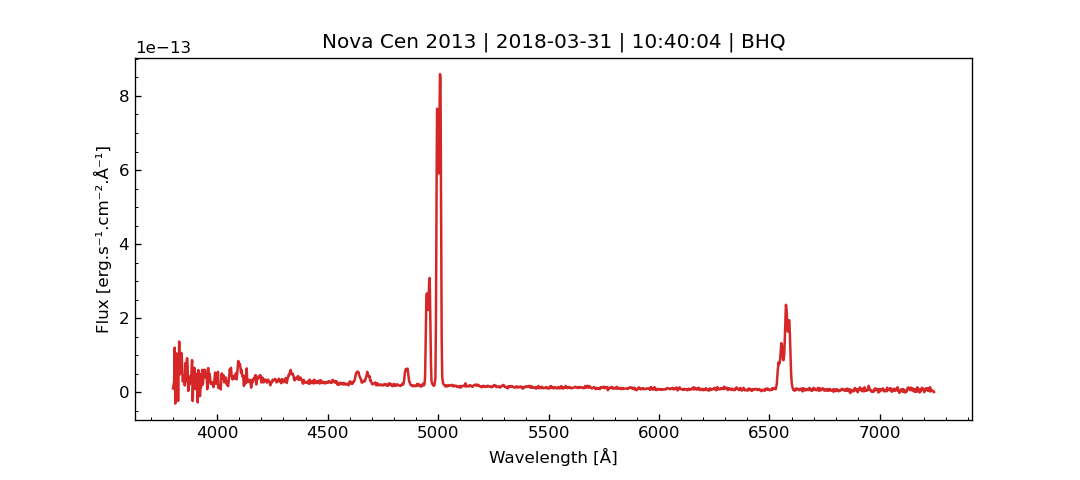 Nova Cen 2013 | 2018-03-31 | 10:40:04 | BHQ
1e−13
8
6
4
2
0
Flux [erg.s⁻¹.cm⁻².Å⁻¹]
4000 4500 5000 5500 6000 6500 7000
Wavelength [Å]